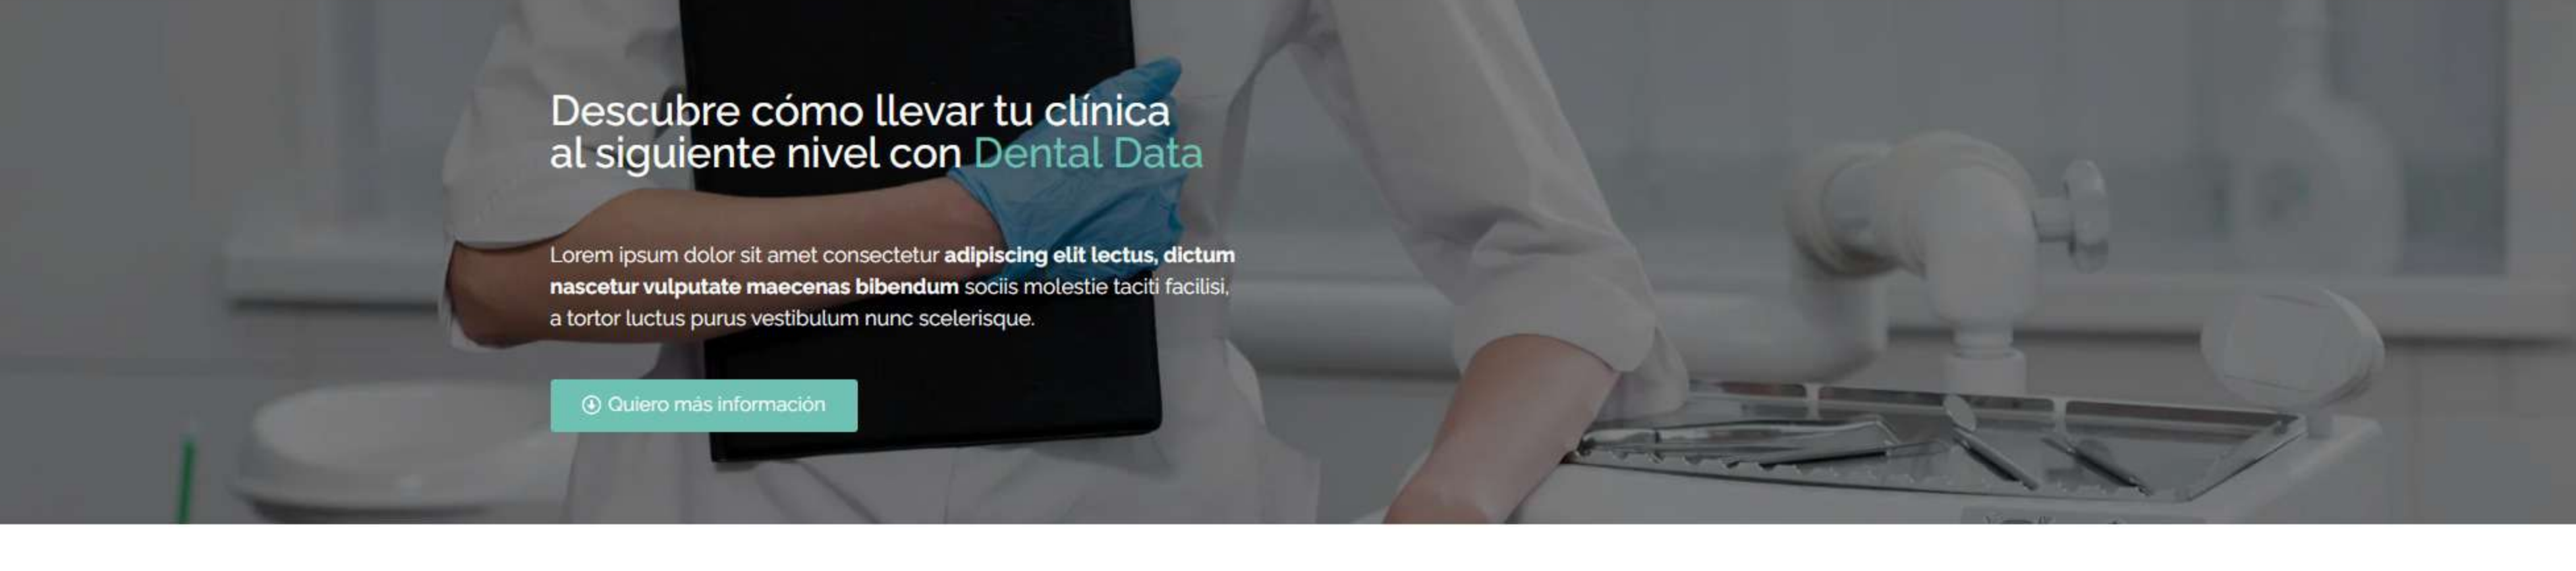 Descubre cómo llevar tu clínica
al siguiente nivel con Dental Data
Lorem ipsum dolor sit amet consectetur adipiscing elit lectus, dictum
nascetur vulputate maecenas bibendum sociis molestie taciti facilisi,
a tortor luctus purus vestibulum nunc scelerisque.
Quiero más información